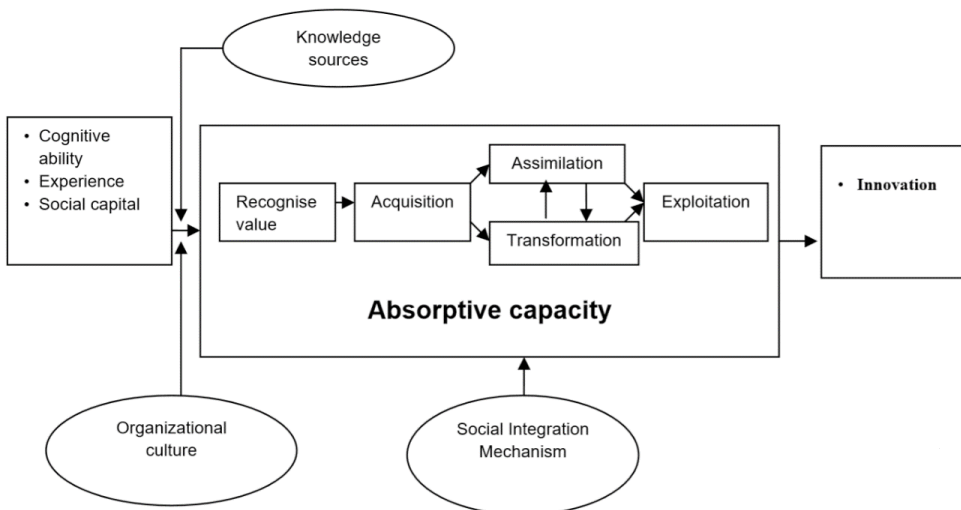 Knowledge
sources
• Cognitive
ability
• Experience
• Social capital
Recognise
value
Acquisition
Assimilation
Transformation
Exploitation
Absorptive capacity
• Innovation
Organizational
culture
Social Integration
Mechanism